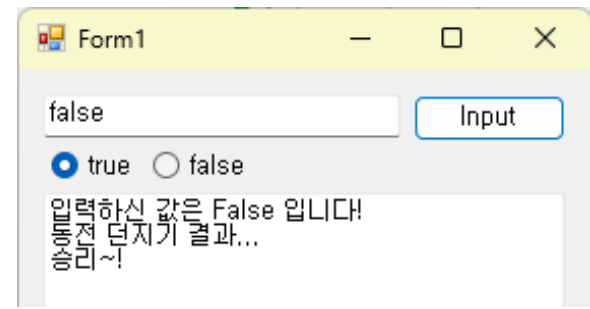 Form1
false
Input
true
false
입력하신 값은 False 입니다!
동전 던지기 결과...
승리~!